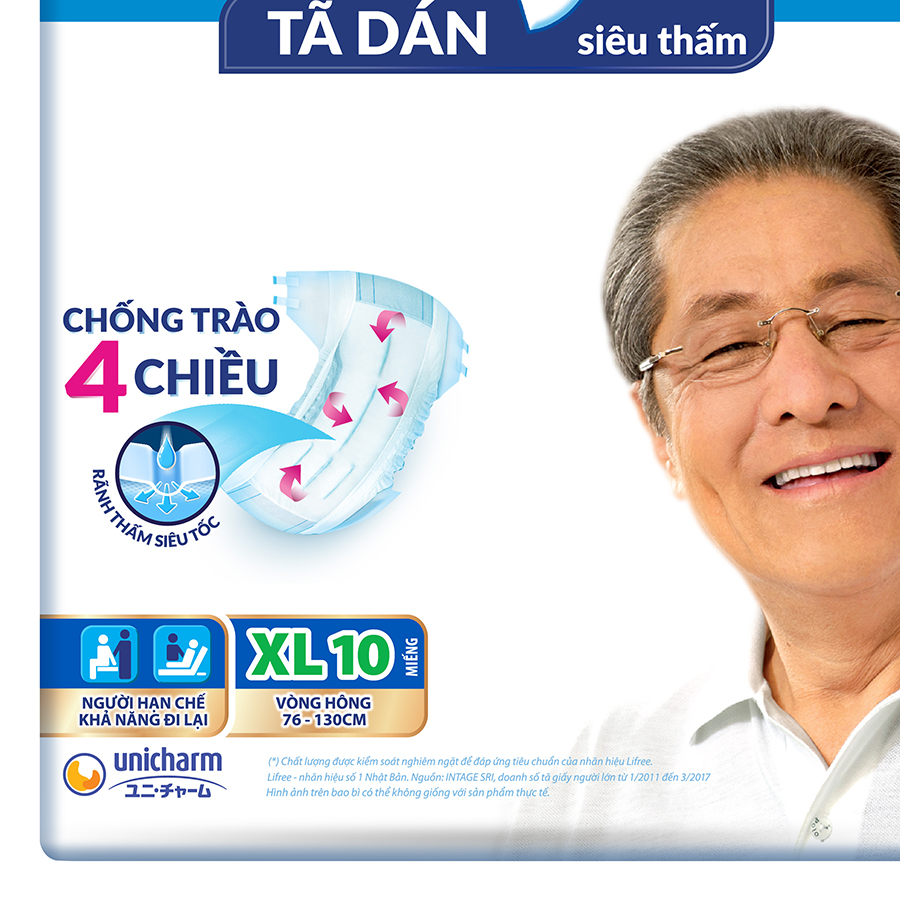 TÃ DÁN
siêu thấm
CHỐNG TRÀO
4 CHIỀU
RÃNH THẤM SIÊU TỐC
NGƯỜI HẠN CHẾ
KHẢ NĂNG ĐI LẠI
XL 10 MIẾNG
VÒNG HÔNG
76 - 130CM
unicharm
ユニ・チャーム
(*) Chất lượng được kiểm soát nghiêm ngặt để đáp ứng tiêu chuẩn của nhãn hiệu Lifree.
Lifree - nhãn hiệu số 1 Nhật Bản. Nguồn: INTAGE SRI, doanh số tã giấy người lớn từ 1/2011 đến 3/2017
Hình ảnh trên bao bì có thể không giống với sản phẩm thực tế.
POLO